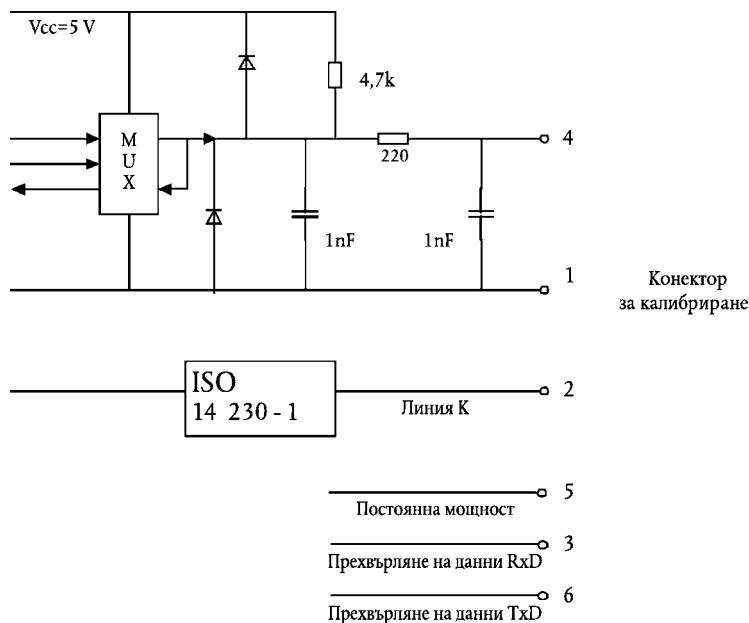 Vcc=5 V
4,7k
M
U
X
4
220
1nF
1nF
1
Конектор
за калибриране
ISO
14 230 - 1
2
Линия К
5
Постоянна мощност
3
Прехвърляне на данни RxD
6
Прехвърляне на данни TxD